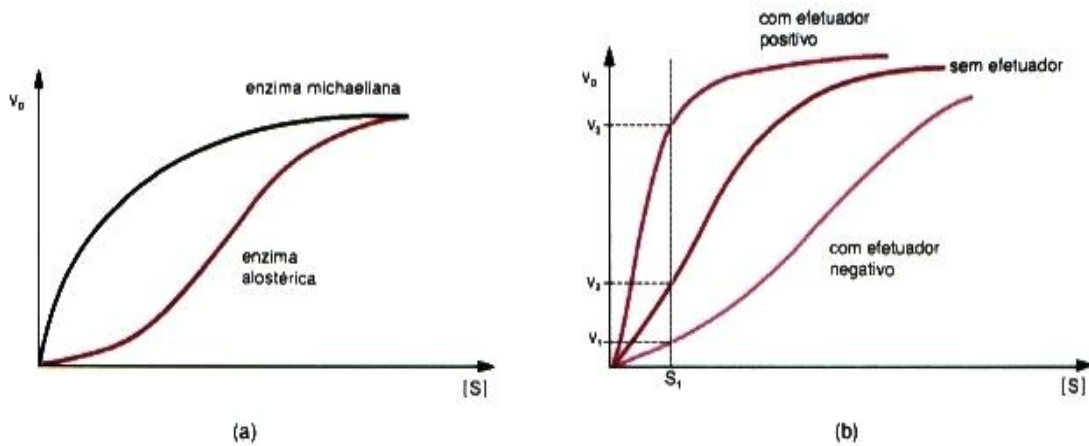 v₀
enzima michaeliana
enzima
alostérica
[S]
(a)
com efetuador
positivo
v₀
sem efetuador
v₃
com efetuador
negativo
v₂
v₁
S₁
[S]
(b)